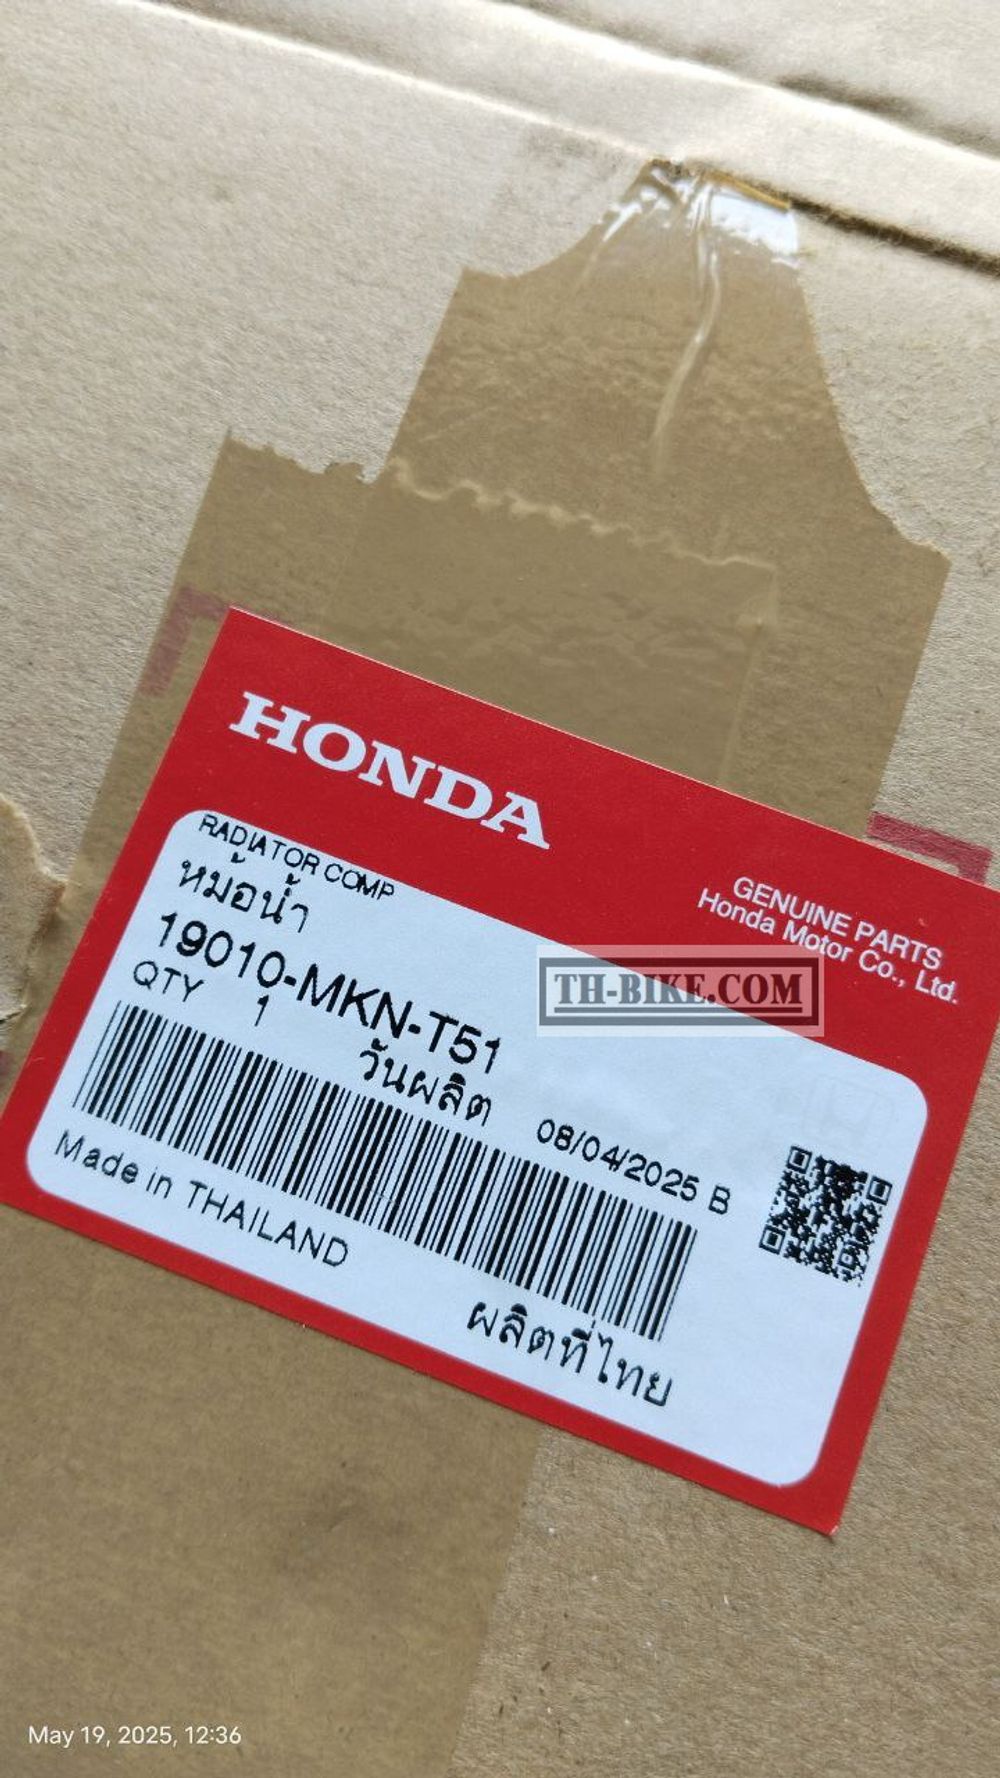 HONDA
GENUINE PARTS
Honda Motor Co., Ltd.
RADIATOR COMP
หม้อน้ำ
19010-MKN-T51
QTY 1
วันผลิต 08/04/2025 B
Made in THAILAND
ผลิตที่ไทย
TH-BIKE.COM
May 19, 2025, 12:36